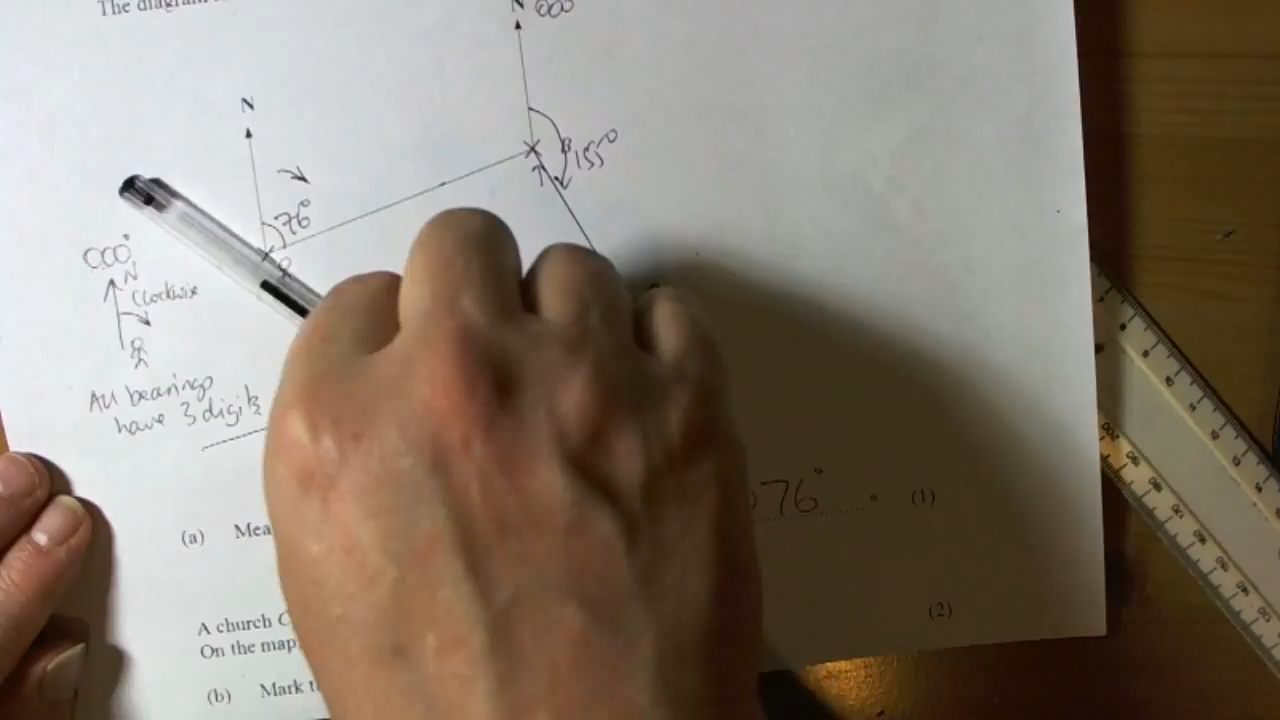 The diagram
N 000
N
155°
76°
000°
N
Clockwise
All bearings
have 3 digits
076° ° (1)
(a) Mea
A church C
(2)
On the map,
(b) Mark t